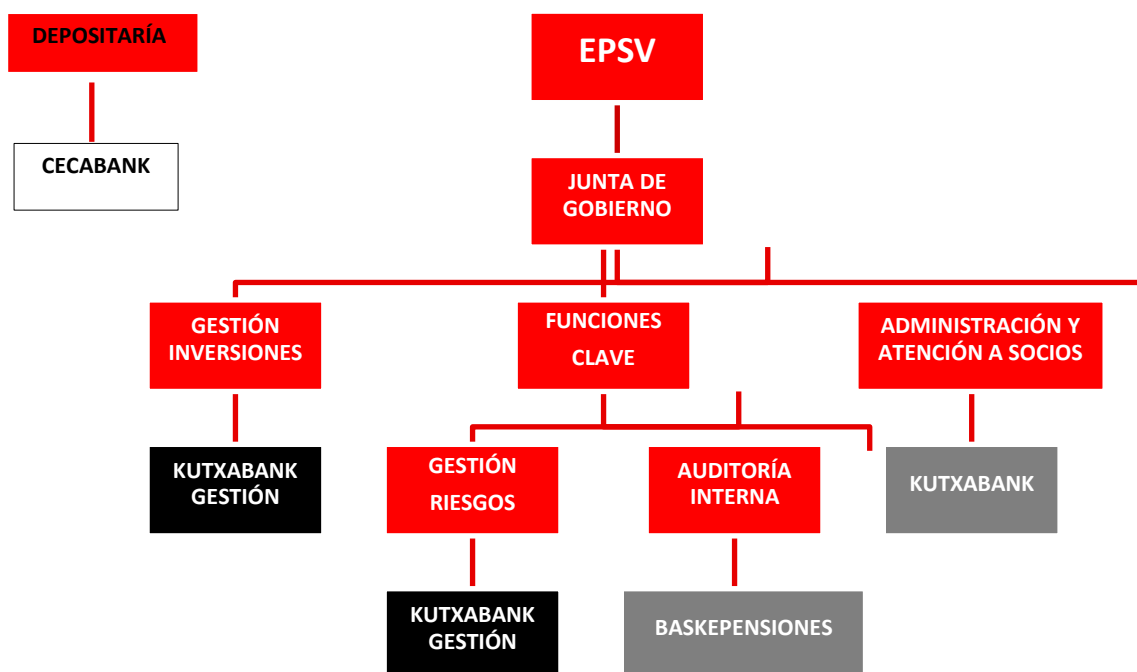 DEPOSITARÍA
EPSV
CECABANK
JUNTA DE
GOBIERNO
GESTIÓN
INVERSIONES
FUNCIONES
CLAVE
ADMINISTRACIÓN Y
ATENCIÓN A SOCIOS
KUTXABANK
GESTIÓN
GESTIÓN
RIESGOS
AUDITORÍA
INTERNA
KUTXABANK
KUTXABANK
GESTIÓN
BASKEPENSIONES